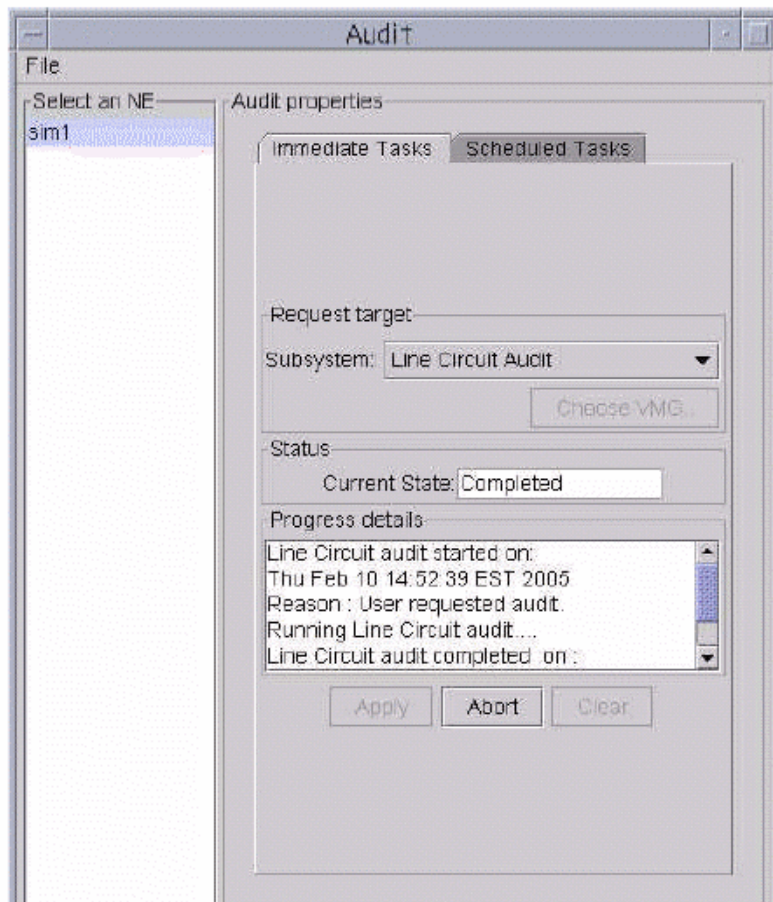 Audit
File
Select an NE
sim1
Audit properties
Immediate Tasks
Scheduled Tasks
Request target
Subsystem: Line Circuit Audit
Choose VMG..
Status
Current State: Completed
Progress details
Line Circuit audit started on:
Thu Feb 10 14:52:39 EST 2005
Reason : User requested audit.
Running Line Circuit audit....
Line Circuit audit completed on :
Apply
Abort
Clear